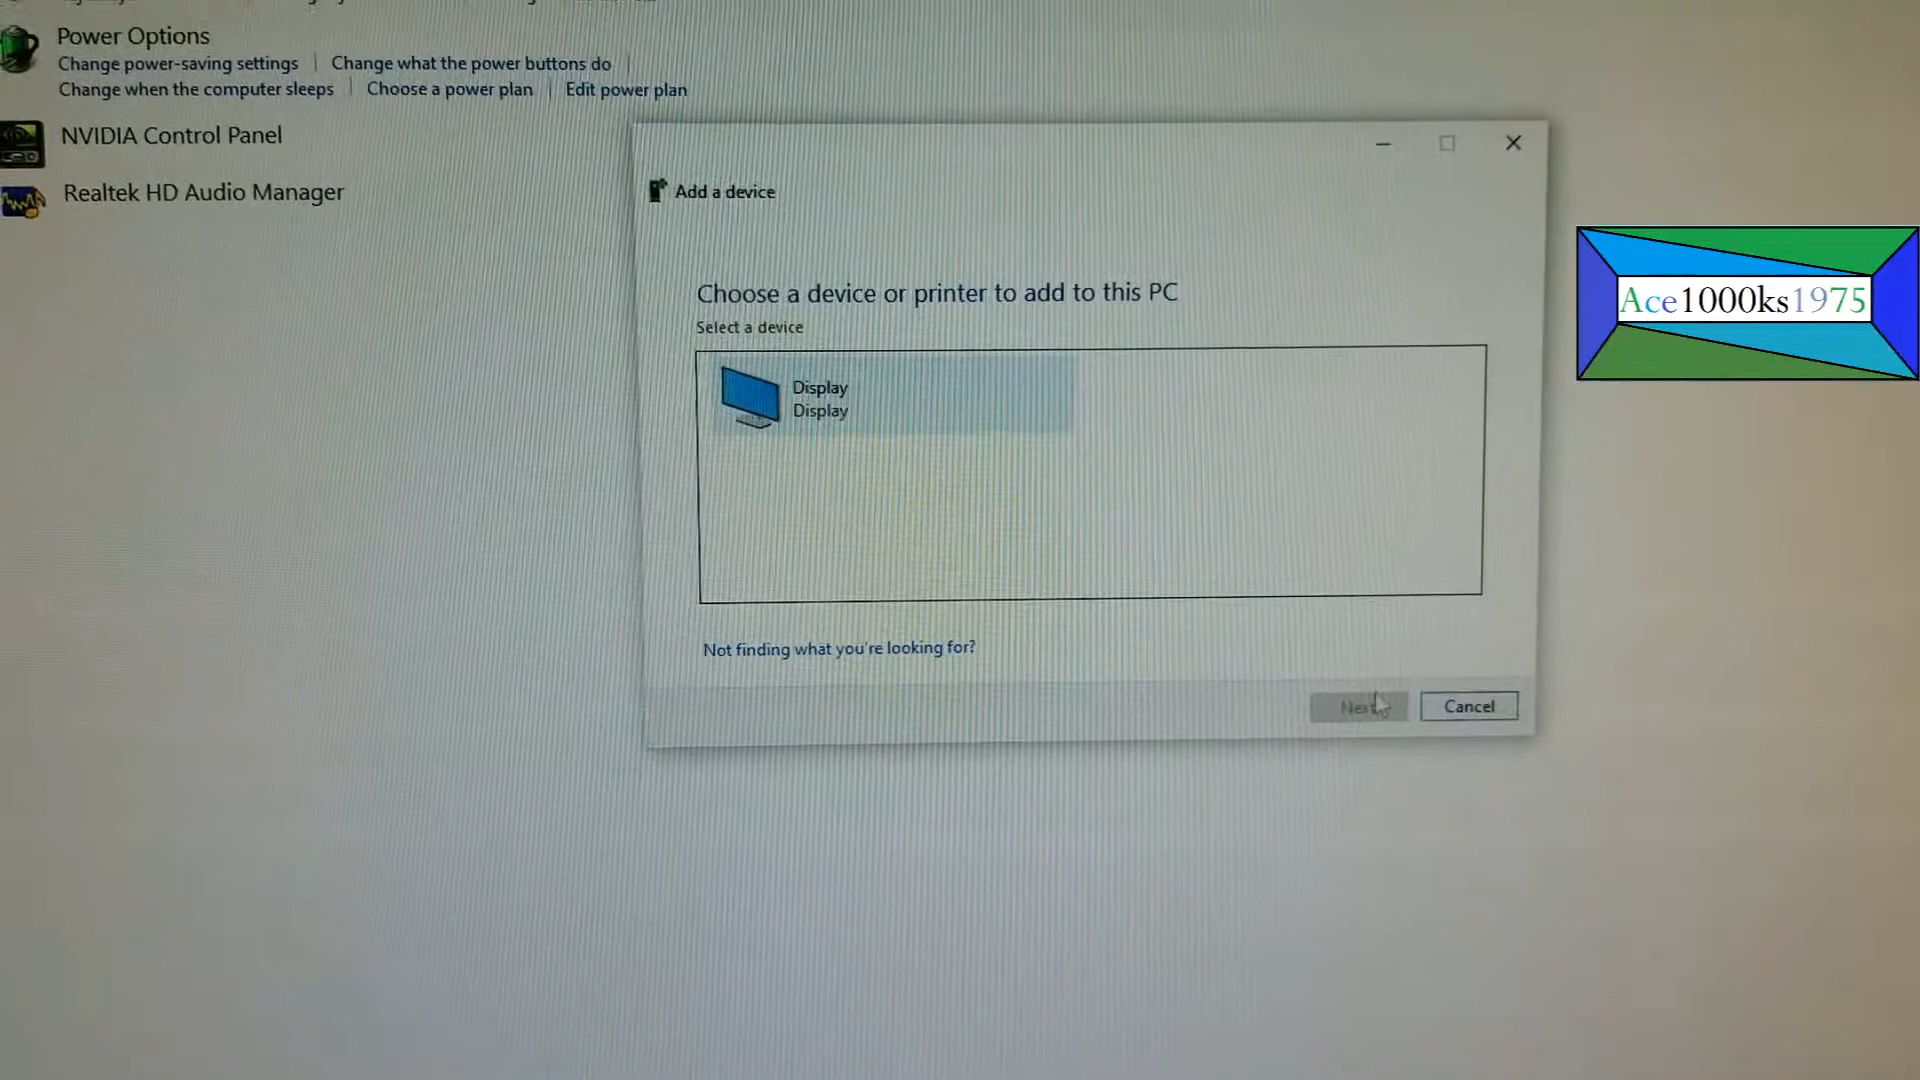 Power Options
Change power-saving settings | Change what the power buttons do |
Change when the computer sleeps | Choose a power plan | Edit power plan
NVIDIA Control Panel
Realtek HD Audio Manager
Add a device
Choose a device or printer to add to this PC
Select a device
Display
Display
Not finding what you're looking for?
Next
Cancel
Ace1000ks1975